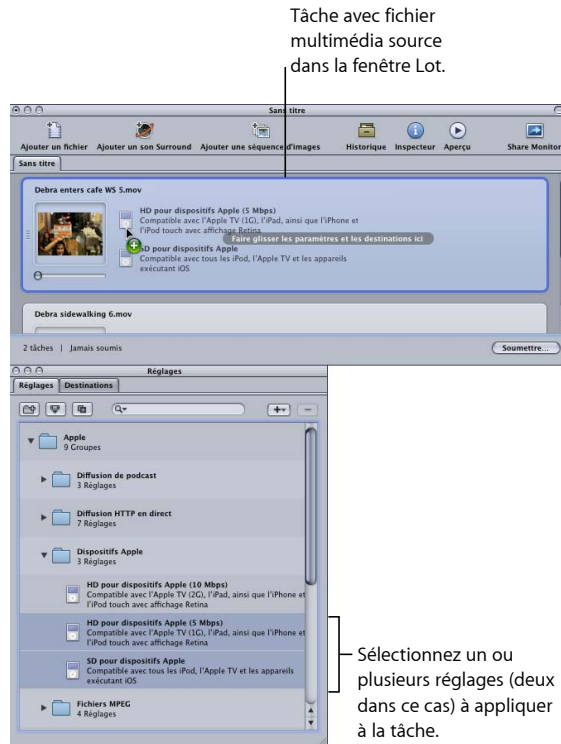 Tâche avec fichier
multimédia source
dans la fenêtre Lot.
Sans titre
Ajouter un fichier Ajouter un son Surround Ajouter une séquence d'images Historique Inspecteur Aperçu Share Monitor
Sans titre
Debra enters cafe WS 5.mov
HD pour dispositifs Apple (5 Mbps)
Compatible avec l'Apple TV (1G), l'iPad, ainsi que l'iPhone et
l'iPod touch avec affichage Retina
Faire glisser les paramètres et les destinations ici
SD pour dispositifs Apple
Compatible avec tous les iPod, l'Apple TV et les appareils
exécutant iOS
Debra sidewalking 6.mov
2 tâches | Jamais soumis
Soumettre...
Réglages
Réglages Destinations
Apple
9 Groupes
Diffusion de podcast
3 Réglages
Diffusion HTTP en direct
7 Réglages
Dispositifs Apple
3 Réglages
HD pour dispositifs Apple (10 Mbps)
Compatible avec l'Apple TV (2G), l'iPad, ainsi que l'iPhone et
l'iPod touch avec affichage Retina
HD pour dispositifs Apple (5 Mbps)
Compatible avec l'Apple TV (1G), l'iPad, ainsi que l'iPhone et
l'iPod touch avec affichage Retina
SD pour dispositifs Apple
Compatible avec tous les iPod, l'Apple TV et les appareils
exécutant iOS
Fichiers MPEG
4 Réglages
Sélectionnez un ou
plusieurs réglages (deux
dans ce cas) à appliquer
à la tâche.